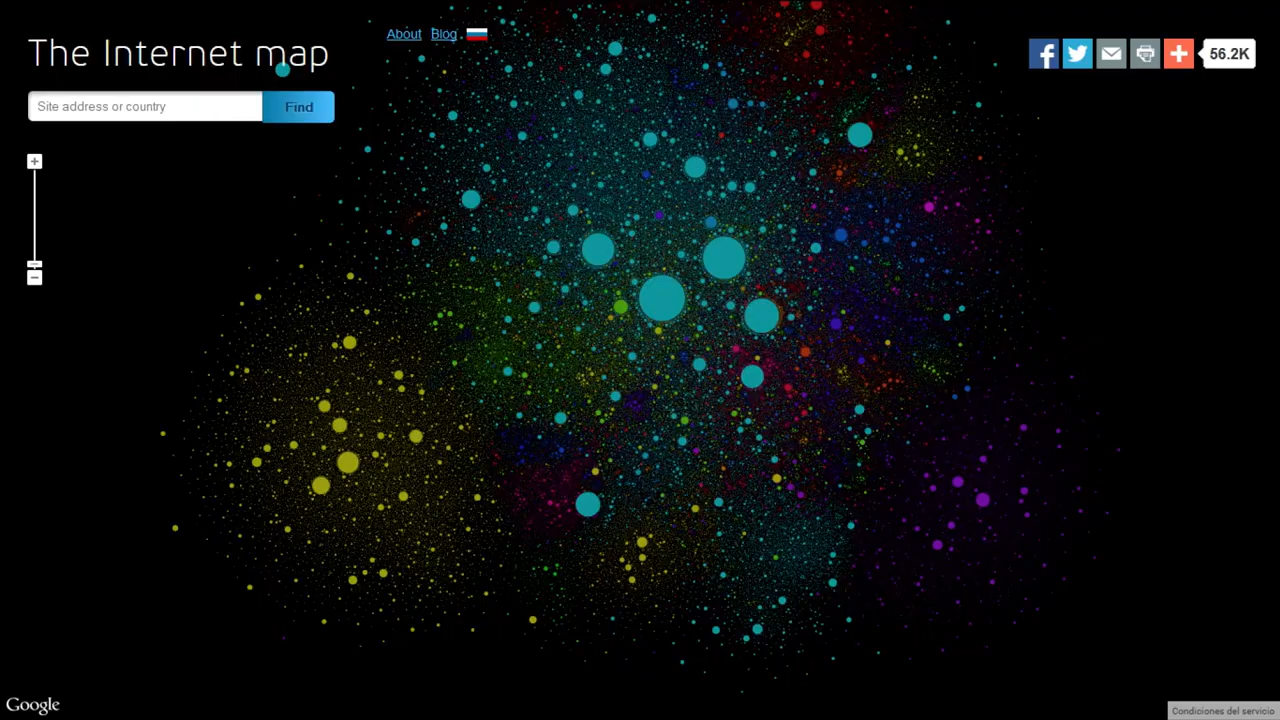 About Blog
The Internet map
56.2K
Site address or country Find
Google
Condiciones del servicio